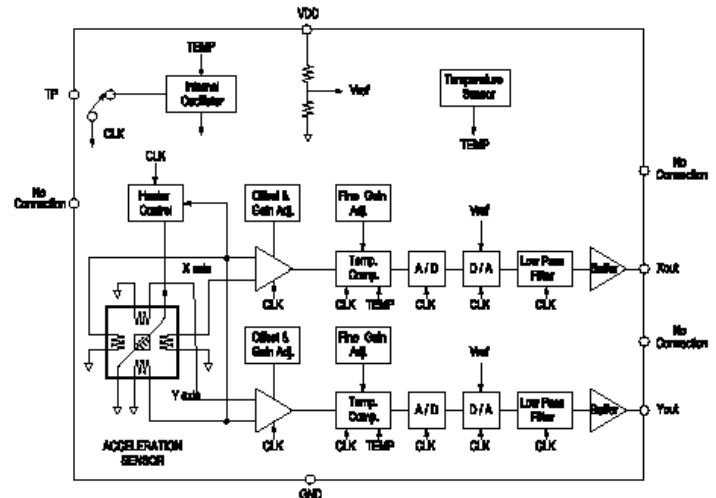 VDD
TEMP
Internal
Oscillator
TP
CLK
Vref
Temperature
Sensor
TEMP
No
Connection
CLK
Heater
Control
Offset &
Gain Adj.
Fine Gain
Adj.
Vref
No
Connection
X axis
Temp.
Comp.
A / D
D / A
Low Pass
Filter
Buffer
Xout
CLK
CLK
TEMP
CLK
CLK
CLK
Offset &
Gain Adj.
Fine Gain
Adj.
Vref
No
Connection
Y axis
Temp.
Comp.
A / D
D / A
Low Pass
Filter
Buffer
Yout
CLK
CLK
TEMP
CLK
CLK
CLK
ACCELERATION
SENSOR
GND